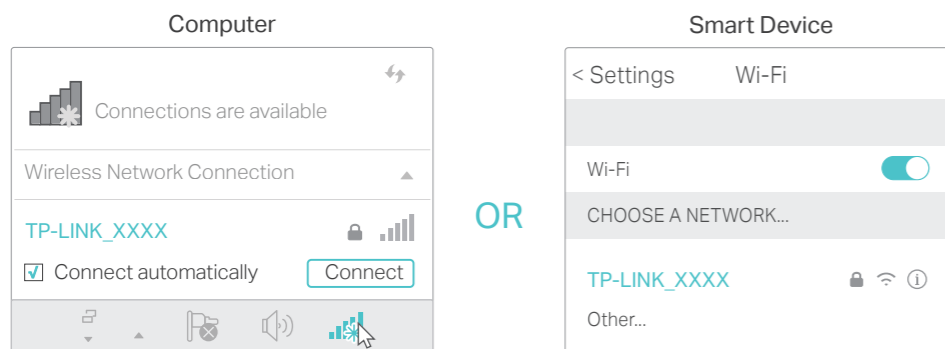 Computer
Connections are available
Wireless Network Connection
TP-LINK_XXXX
Connect automatically
Connect
OR
Smart Device
< Settings
Wi-Fi
Wi-Fi
CHOOSE A NETWORK...
TP-LINK_XXXX
Other...